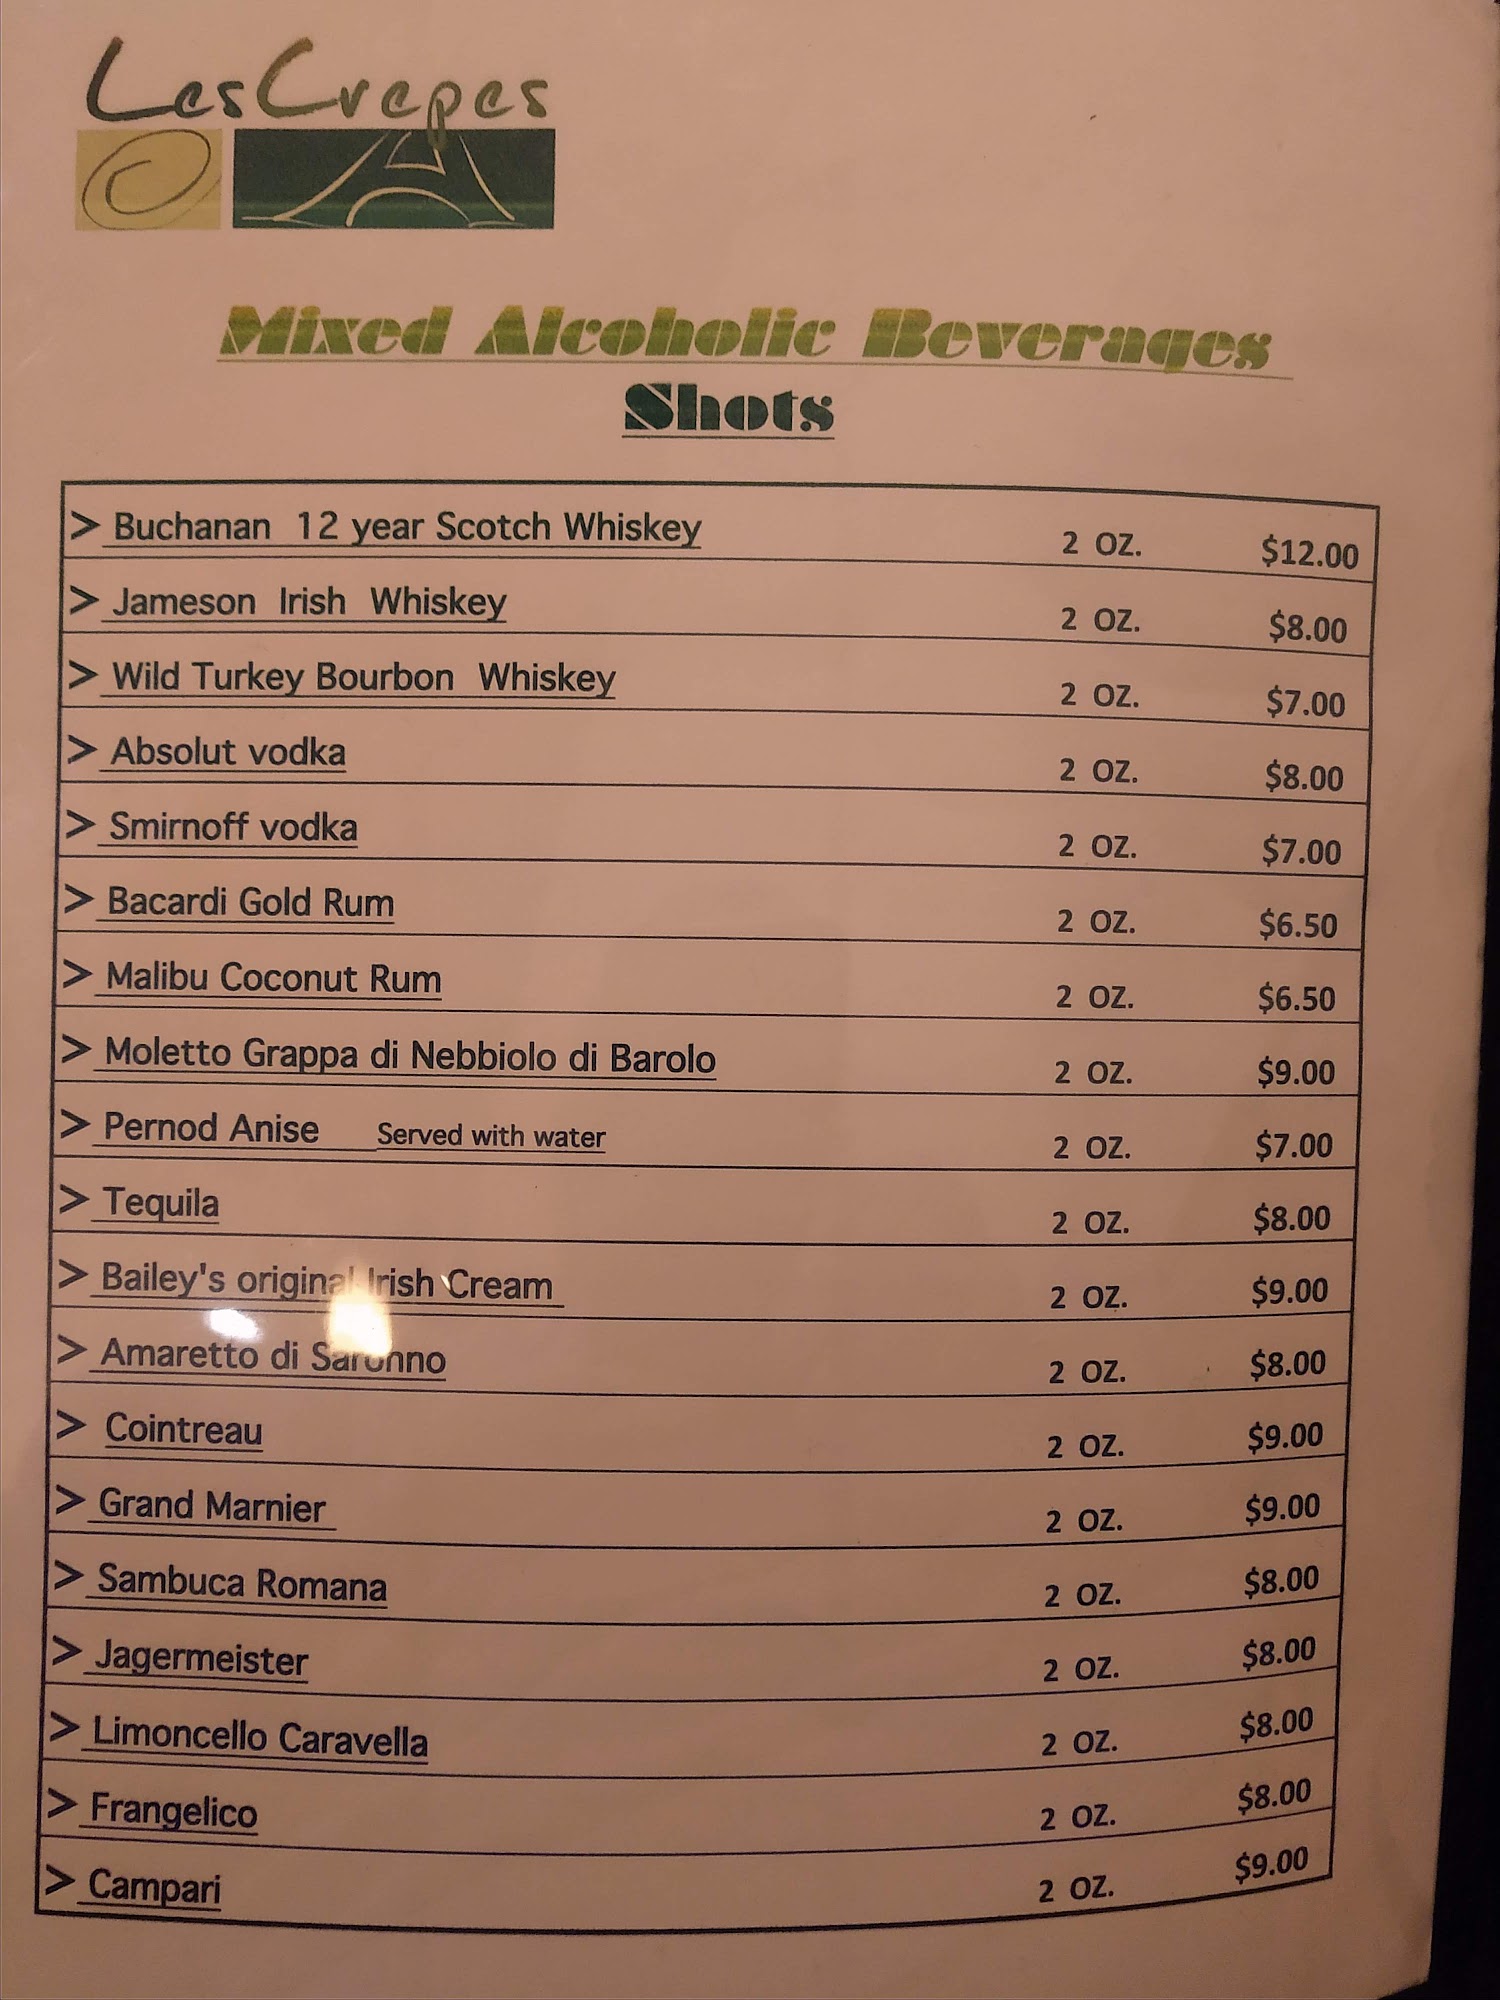 LesCrepes
Mixed Alcoholic Beverages
Shots
> Buchanan 12 year Scotch Whiskey 2 OZ. $12.00
> Jameson Irish Whiskey 2 OZ. $8.00
> Wild Turkey Bourbon Whiskey 2 OZ. $7.00
> Absolut vodka 2 OZ. $8.00
> Smirnoff vodka 2 OZ. $7.00
> Bacardi Gold Rum 2 OZ. $6.50
> Malibu Coconut Rum 2 OZ. $6.50
> Moletto Grappa di Nebbiolo di Barolo 2 OZ. $9.00
> Pernod Anise Served with water 2 OZ. $7.00
> Tequila 2 OZ. $8.00
> Bailey's original Irish Cream 2 OZ. $9.00
> Amaretto di Saronno 2 OZ. $8.00
> Cointreau 2 OZ. $9.00
> Grand Marnier 2 OZ. $9.00
> Sambuca Romana 2 OZ. $8.00
> Jagermeister 2 OZ. $8.00
> Limoncello Caravella 2 OZ. $8.00
> Frangelico 2 OZ. $8.00
> Campari 2 OZ. $9.00